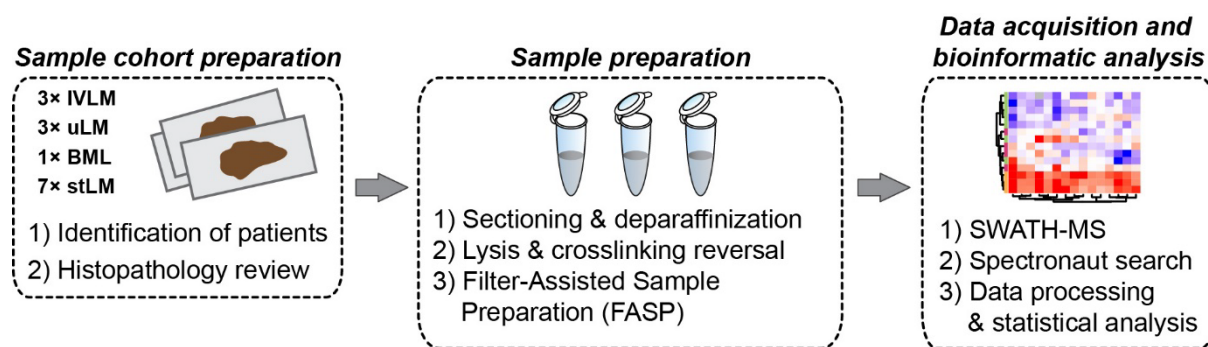 Sample cohort preparation
3× IVLM
3× uLM
1× BML
7× stLM
1) Identification of patients
2) Histopathology review
Sample preparation
1) Sectioning & deparaffinization
2) Lysis & crosslinking reversal
3) Filter-Assisted Sample
Preparation (FASP)
Data acquisition and
bioinformatic analysis
1) SWATH-MS
2) Spectronaut search
3) Data processing
& statistical analysis